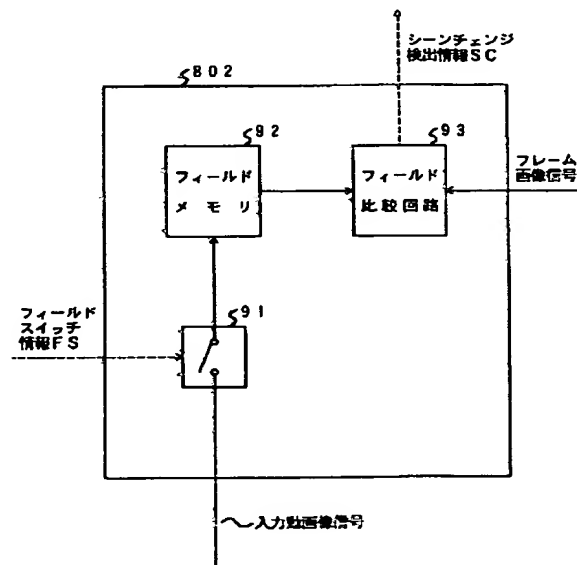 シーンチェンジ
検出情報SC
802
92
93
フィールド
メモリ
フィールド
比較回路
フレーム
画像信号
フィールド
スイッチ
情報FS
91
入力動画像信号